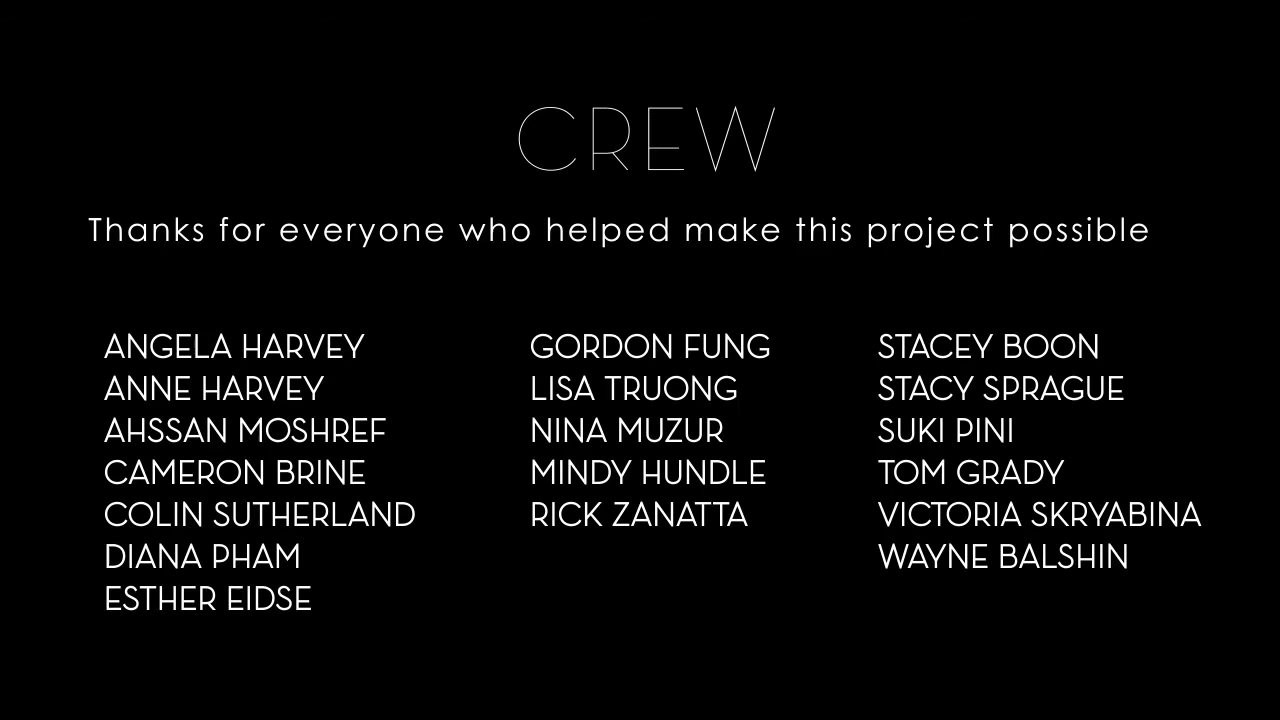 CREW
Thanks for everyone who helped make this project possible
ANGELA HARVEY
ANNE HARVEY
AHSSAN MOSHREF
CAMERON BRINE
COLIN SUTHERLAND
DIANA PHAM
ESTHER EIDSE
GORDON FUNG
LISA TRUONG
NINA MUZUR
MINDY HUNDLE
RICK ZANATTA
STACEY BOON
STACY SPRAGUE
SUKI PINI
TOM GRADY
VICTORIA SKRYABINA
WAYNE BALSHIN